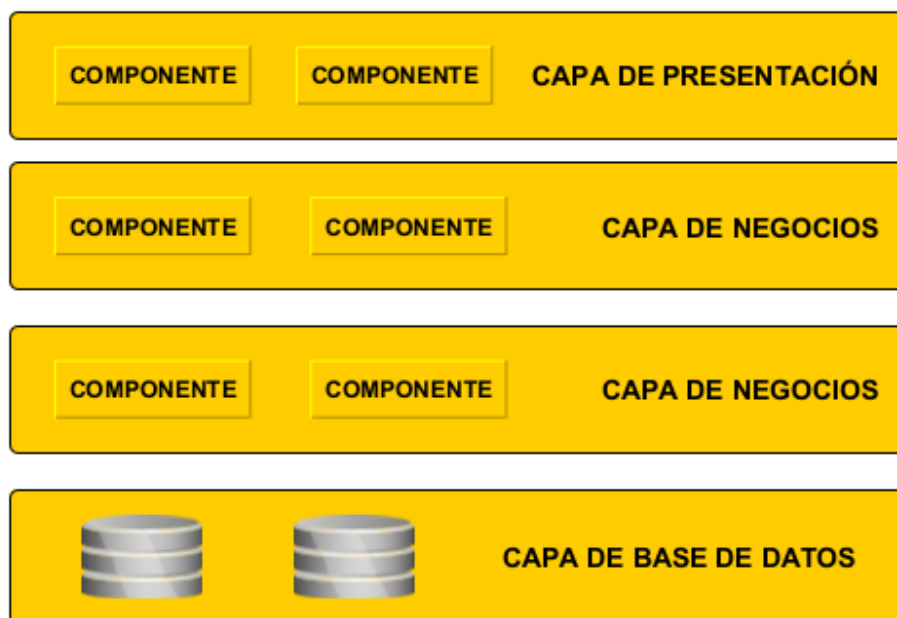 COMPONENTE COMPONENTE CAPA DE PRESENTACIÓN
COMPONENTE COMPONENTE CAPA DE NEGOCIOS
COMPONENTE COMPONENTE CAPA DE NEGOCIOS
CAPA DE BASE DE DATOS